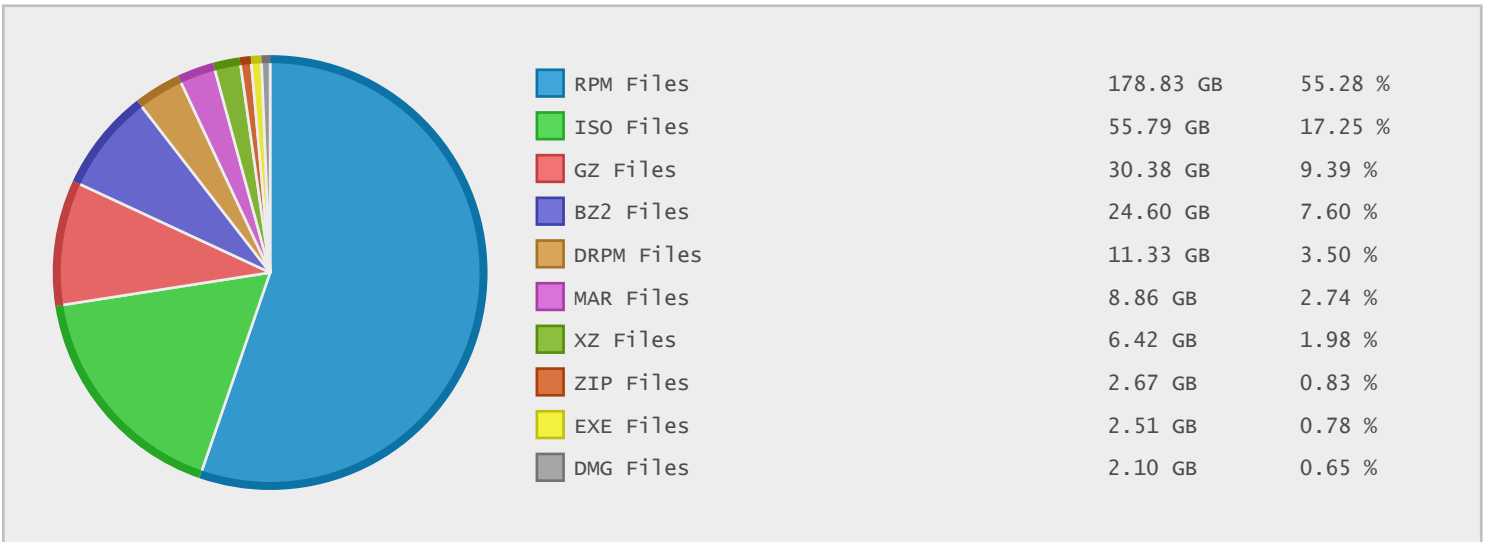 RPM Files 178.83 GB 55.28 %
ISO Files 55.79 GB 17.25 %
GZ Files 30.38 GB 9.39 %
BZ2 Files 24.60 GB 7.60 %
DRPM Files 11.33 GB 3.50 %
MAR Files 8.86 GB 2.74 %
XZ Files 6.42 GB 1.98 %
ZIP Files 2.67 GB 0.83 %
EXE Files 2.51 GB 0.78 %
DMG Files 2.10 GB 0.65 %